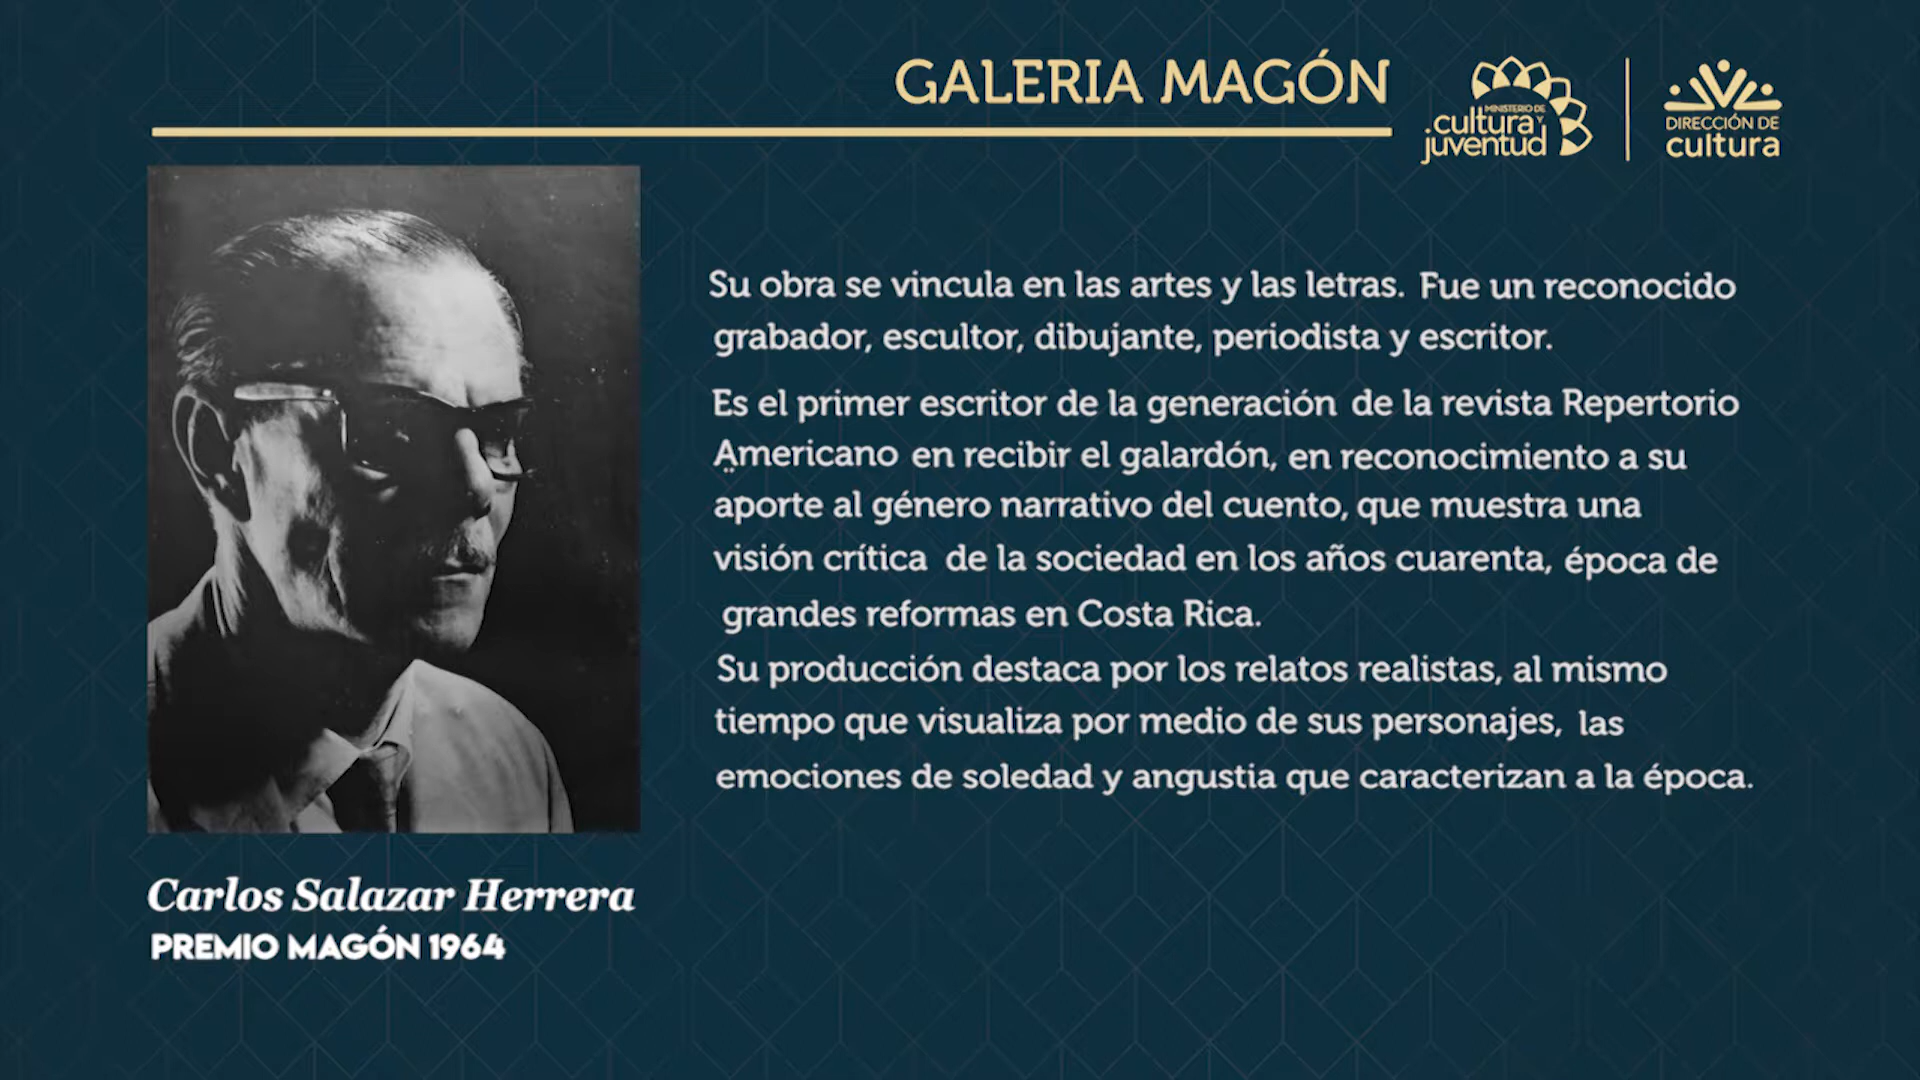 GALERIA MAGÓN
MINISTERIO DE
cultura y
juventud
DIRECCIÓN DE
cultura
Su obra se vincula en las artes y las letras. Fue un reconocido
grabador, escultor, dibujante, periodista y escritor.
Es el primer escritor de la generación de la revista Repertorio
Americano en recibir el galardón, en reconocimiento a su
aporte al género narrativo del cuento, que muestra una
visión crítica de la sociedad en los años cuarenta, época de
grandes reformas en Costa Rica.
Su producción destaca por los relatos realistas, al mismo
tiempo que visualiza por medio de sus personajes, las
emociones de soledad y angustia que caracterizan a la época.
Carlos Salazar Herrera
PREMIO MAGÓN 1964